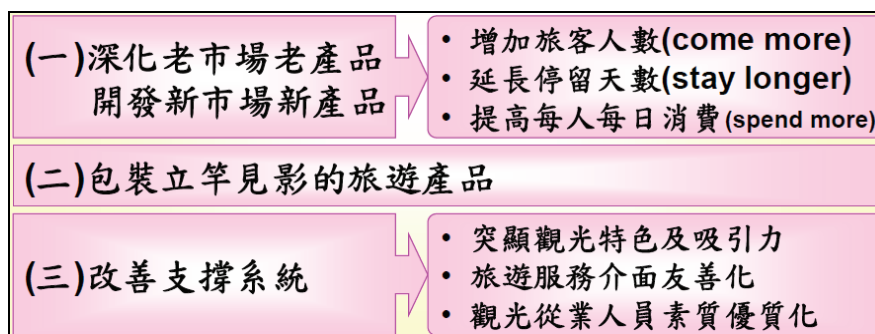 (一)深化老市場老產品
開發新市場新產品
• 增加旅客人數(come more)
• 延長停留天數(stay longer)
• 提高每人每日消費(spend more)
(二)包裝立竿見影的旅遊產品
(三)改善支撐系統
• 突顯觀光特色及吸引力
• 旅遊服務介面友善化
• 觀光從業人員素質優質化